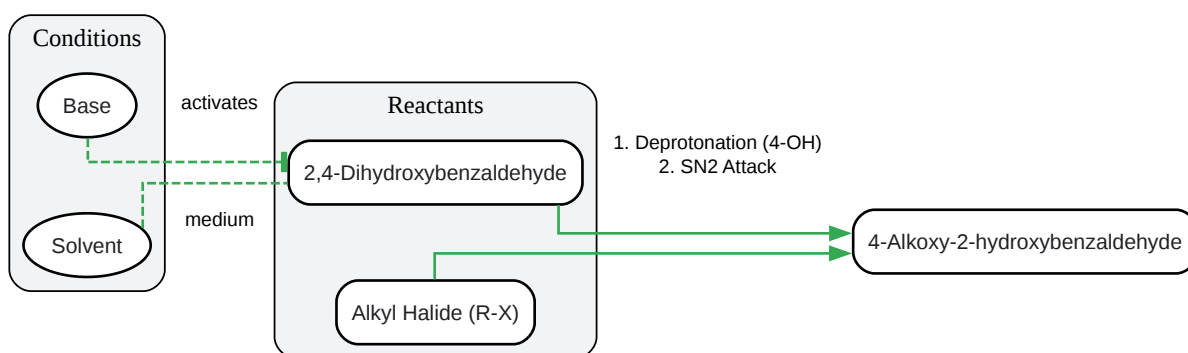 Conditions
Base
Solvent
activates
medium
Reactants
2,4-Dihydroxybenzaldehyde
Alkyl Halide (R-X)
1. Deprotonation (4-OH)
2. SN2 Attack
4-Alkoxy-2-hydroxybenzaldehyde